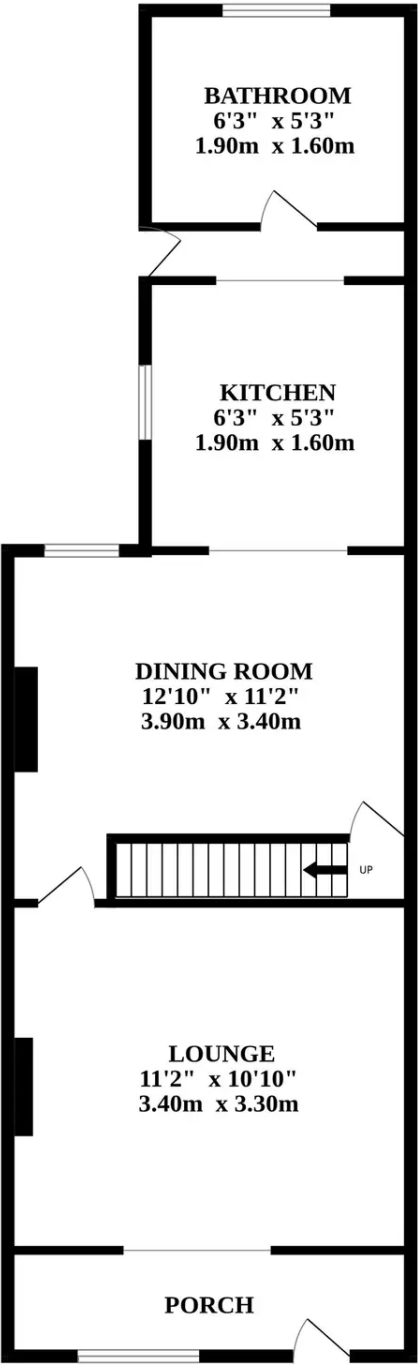 BATHROOM
6'3" x 5'3"
1.90m x 1.60m
KITCHEN
6'3" x 5'3"
1.90m x 1.60m
DINING ROOM
12'10" x 11'2"
3.90m x 3.40m
UP
LOUNGE
11'2" x 10'10"
3.40m x 3.30m
PORCH